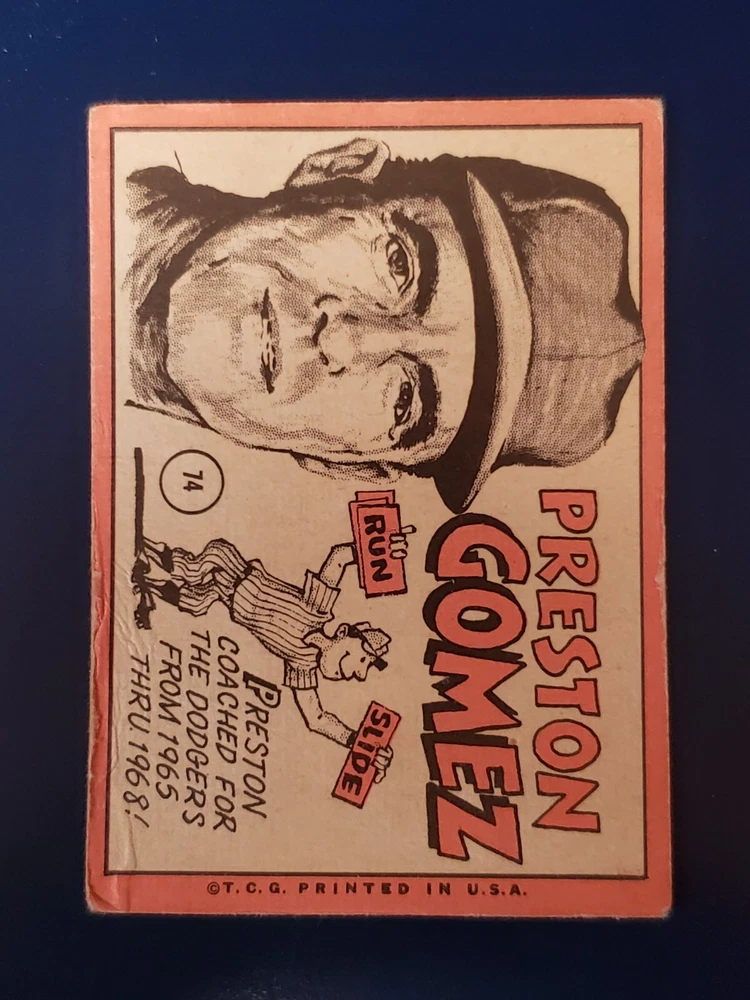 PRESTON
GOMEZ
RUN
SLIDE
74
PRESTON
COACHED FOR
THE DODGERS
FROM 1965
THRU 1968!
©T.C.G. PRINTED IN U.S.A.